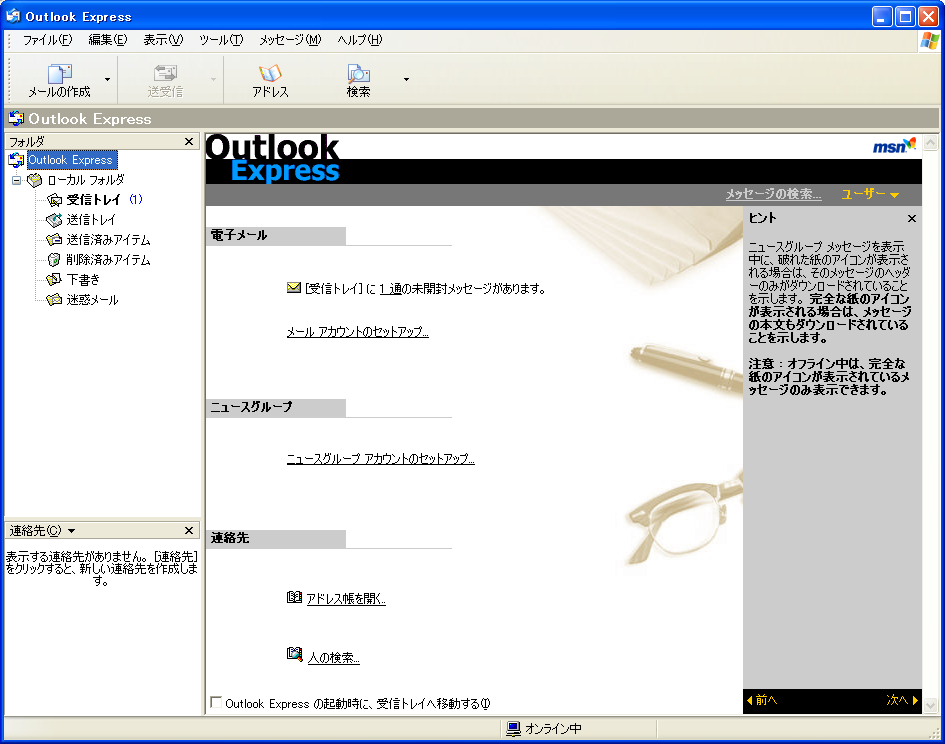 Outlook Express
ファイル(F) 編集(E) 表示(V) ツール(T) メッセージ(M) ヘルプ(H)
メールの作成 送受信 アドレス 検索
Outlook Express
フォルダ
Outlook Express
ローカル フォルダ
受信トレイ (1)
送信トレイ
送信済みアイテム
削除済みアイテム
下書き
迷惑メール
連絡先(C)
表示する連絡先がありません。[連絡先]
をクリックすると、新しい連絡先を作成しま
す。
Outlook
Express
msn
メッセージの検索... ユーザー
電子メール
[受信トレイ] に 1 通の未開封メッセージがあります。
メール アカウントのセットアップ...
ニュースグループ
ニュースグループ アカウントのセットアップ...
連絡先
アドレス帳を開く...
人の検索...
Outlook Express の起動時に、受信トレイへ移動する(I)
ヒント
ニュースグループ メッセージを表示
中に、破れた紙のアイコンが表示さ
れる場合は、そのメッセージのヘッダ
ーのみがダウンロードされていること
を示します。完全な紙のアイコン
が表示される場合は、メッセージ
の本文もダウンロードされている
ことを示します。
注意 : オフライン中は、完全な
紙のアイコンが表示されているメ
ッセージのみ表示できます。
前へ 次へ
オンライン中